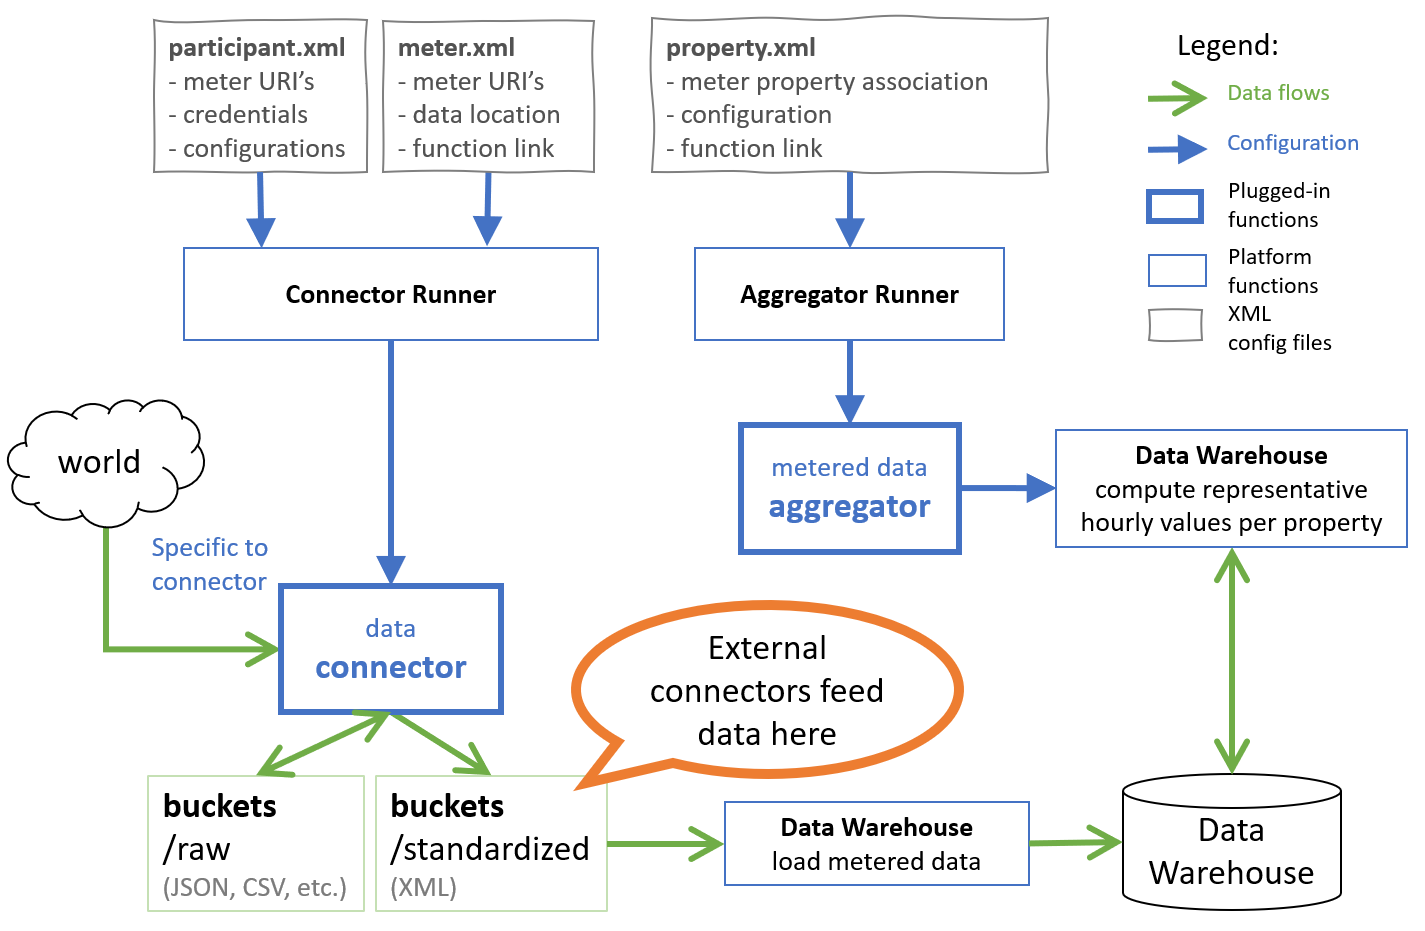 participant.xml
- meter URI's
- credentials
- configurations
meter.xml
- meter URI's
- data location
- function link
property.xml
- meter property association
- configuration
- function link
Legend:
Data flows
Configuration
Plugged-in
functions
Platform
functions
XML
config files
Connector Runner
Aggregator Runner
world
Specific to
connector
metered data
aggregator
Data Warehouse
compute representative
hourly values per property
data
connector
External
connectors feed
data here
buckets
/raw
(JSON, CSV, etc.)
buckets
/standardized
(XML)
Data Warehouse
load metered data
Data
Warehouse